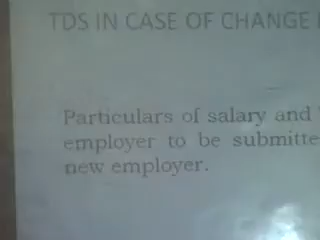 TDS IN CASE OF CHANGE
Particulars of salary and
employer to be submitte
new employer.